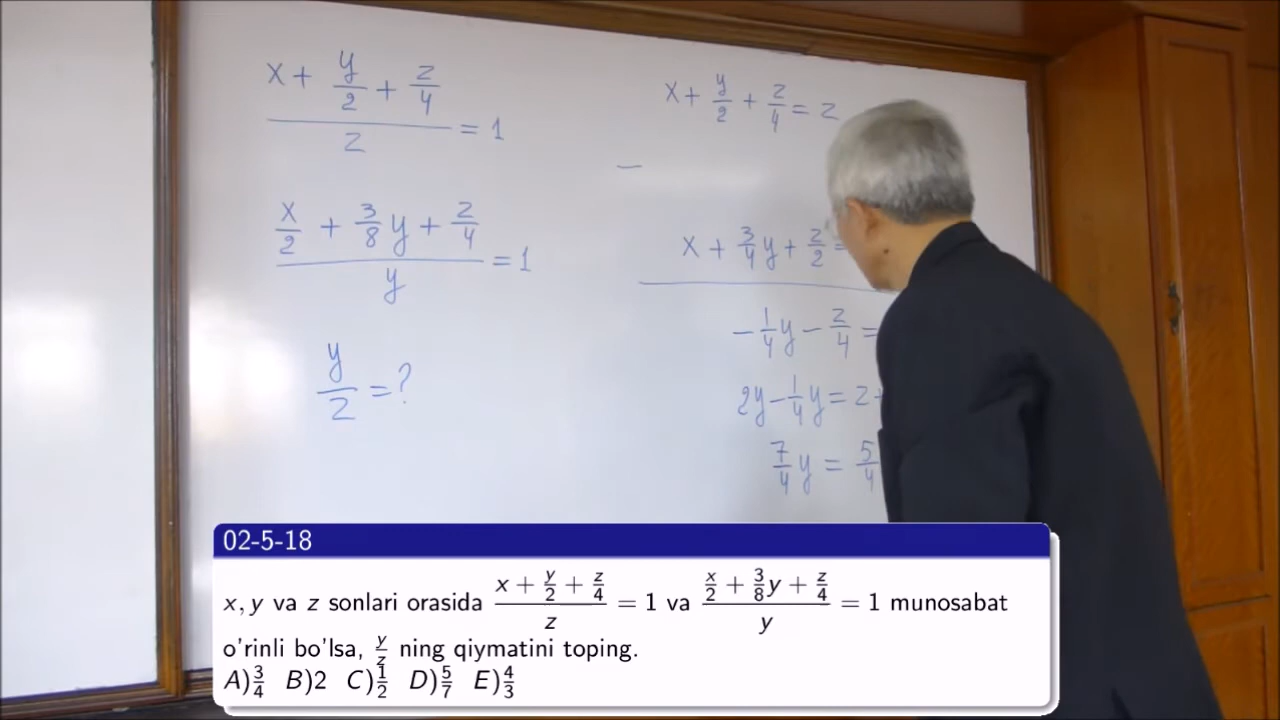 x + y/2 + z/4
z = 1
x/2 + 3/8 y + z/4
y = 1
y/z = ?
x + y/2 + z/4 = z
−
x + 3/4 y + z/2 =
−1/4 y − z/4 =
2y − 1/4 y = z +
7/4 y = 5/4
02-5-18
x, y va z sonlari orasida (x + y/2 + z/4)/z = 1 va (x/2 + 3/8 y + z/4)/y = 1 munosabat
o'rinli bo'lsa, y/z ning qiymatini toping.
A) 3/4 B) 2 C) 1/2 D) 5/7 E) 4/3